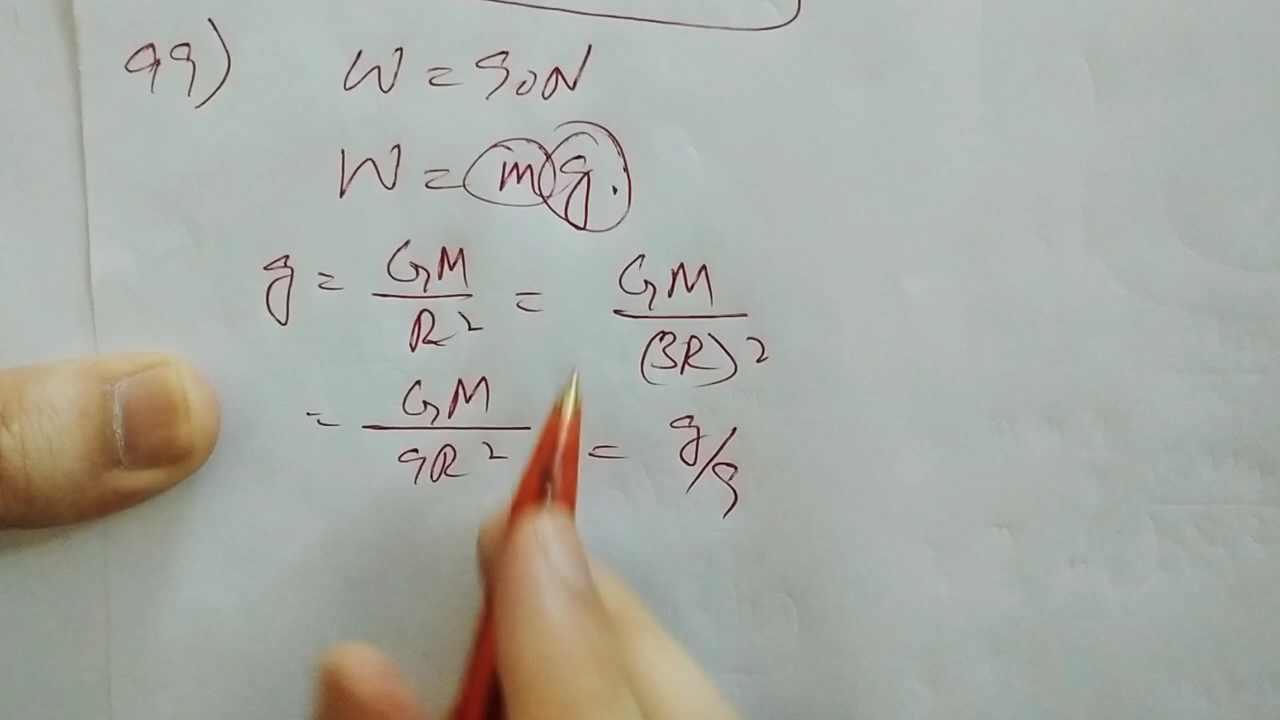 99) W = 90N
W = mg.
g = GM/R² = GM/(3R)²
= GM/9R² = g/9